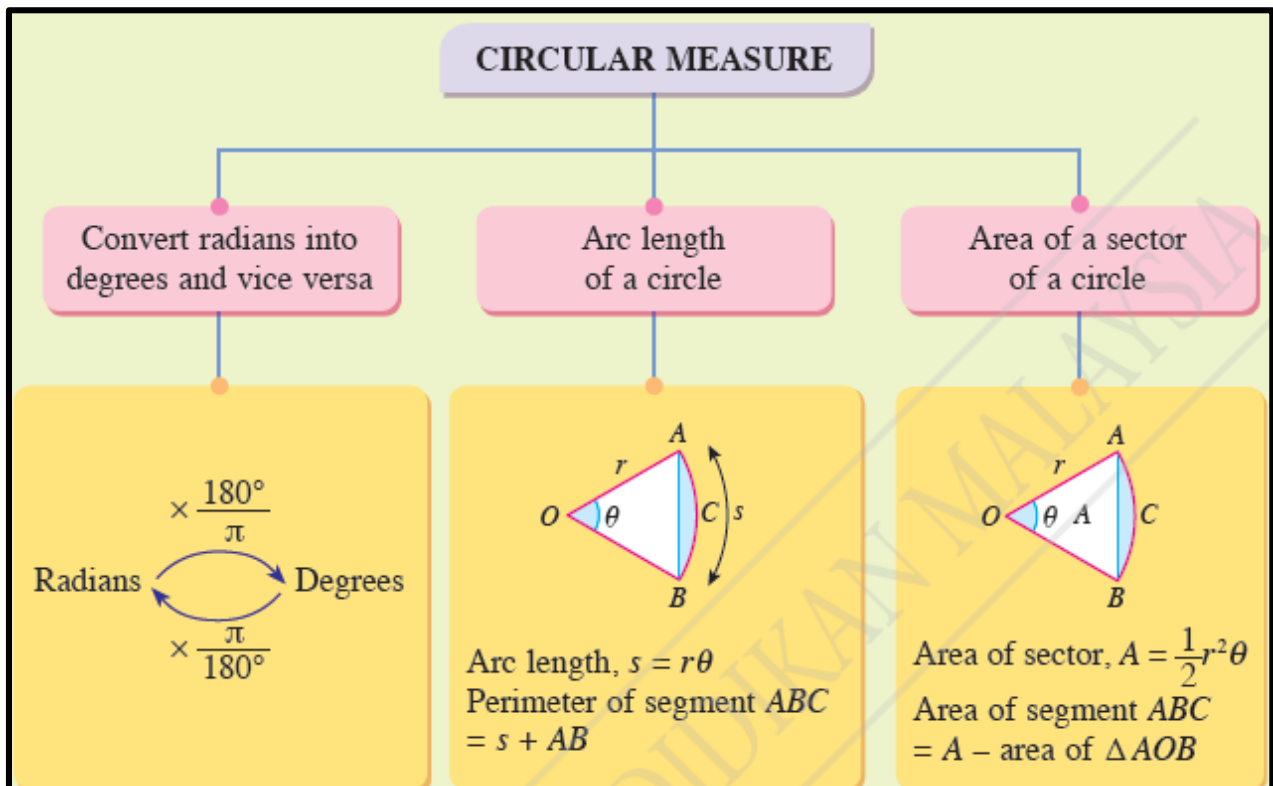 CIRCULAR MEASURE
Convert radians into
degrees and vice versa
Arc length
of a circle
Area of a sector
of a circle
× 180°/π
Radians
Degrees
× π/180°
A
r
O
θ
C
s
B
Arc length, s = rθ
Perimeter of segment ABC
= s + AB
A
r
O
θ
A
C
B
Area of sector, A = 1/2 r²θ
Area of segment ABC
= A – area of ΔAOB
DIDIKAN MALAYSIA